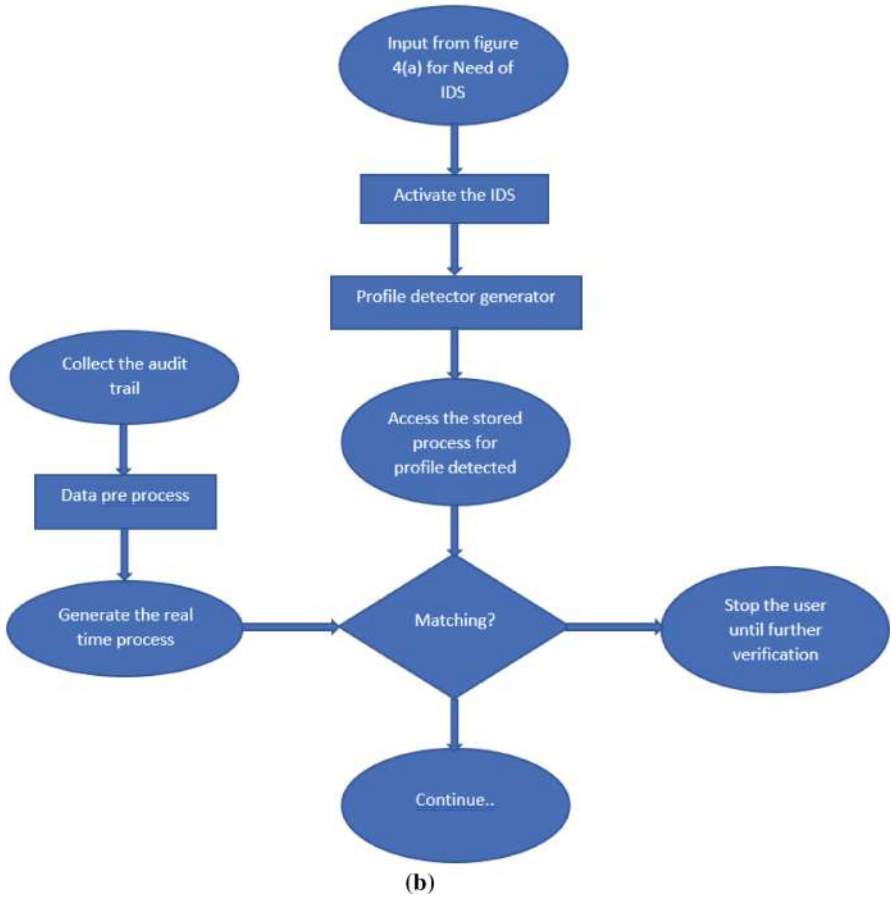 Input from figure
4(a) for Need of
IDS
Activate the IDS
Profile detector generator
Collect the audit
trail
Access the stored
process for
profile detected
Data pre process
Generate the real
time process
Matching?
Stop the user
until further
verification
Continue..
(b)